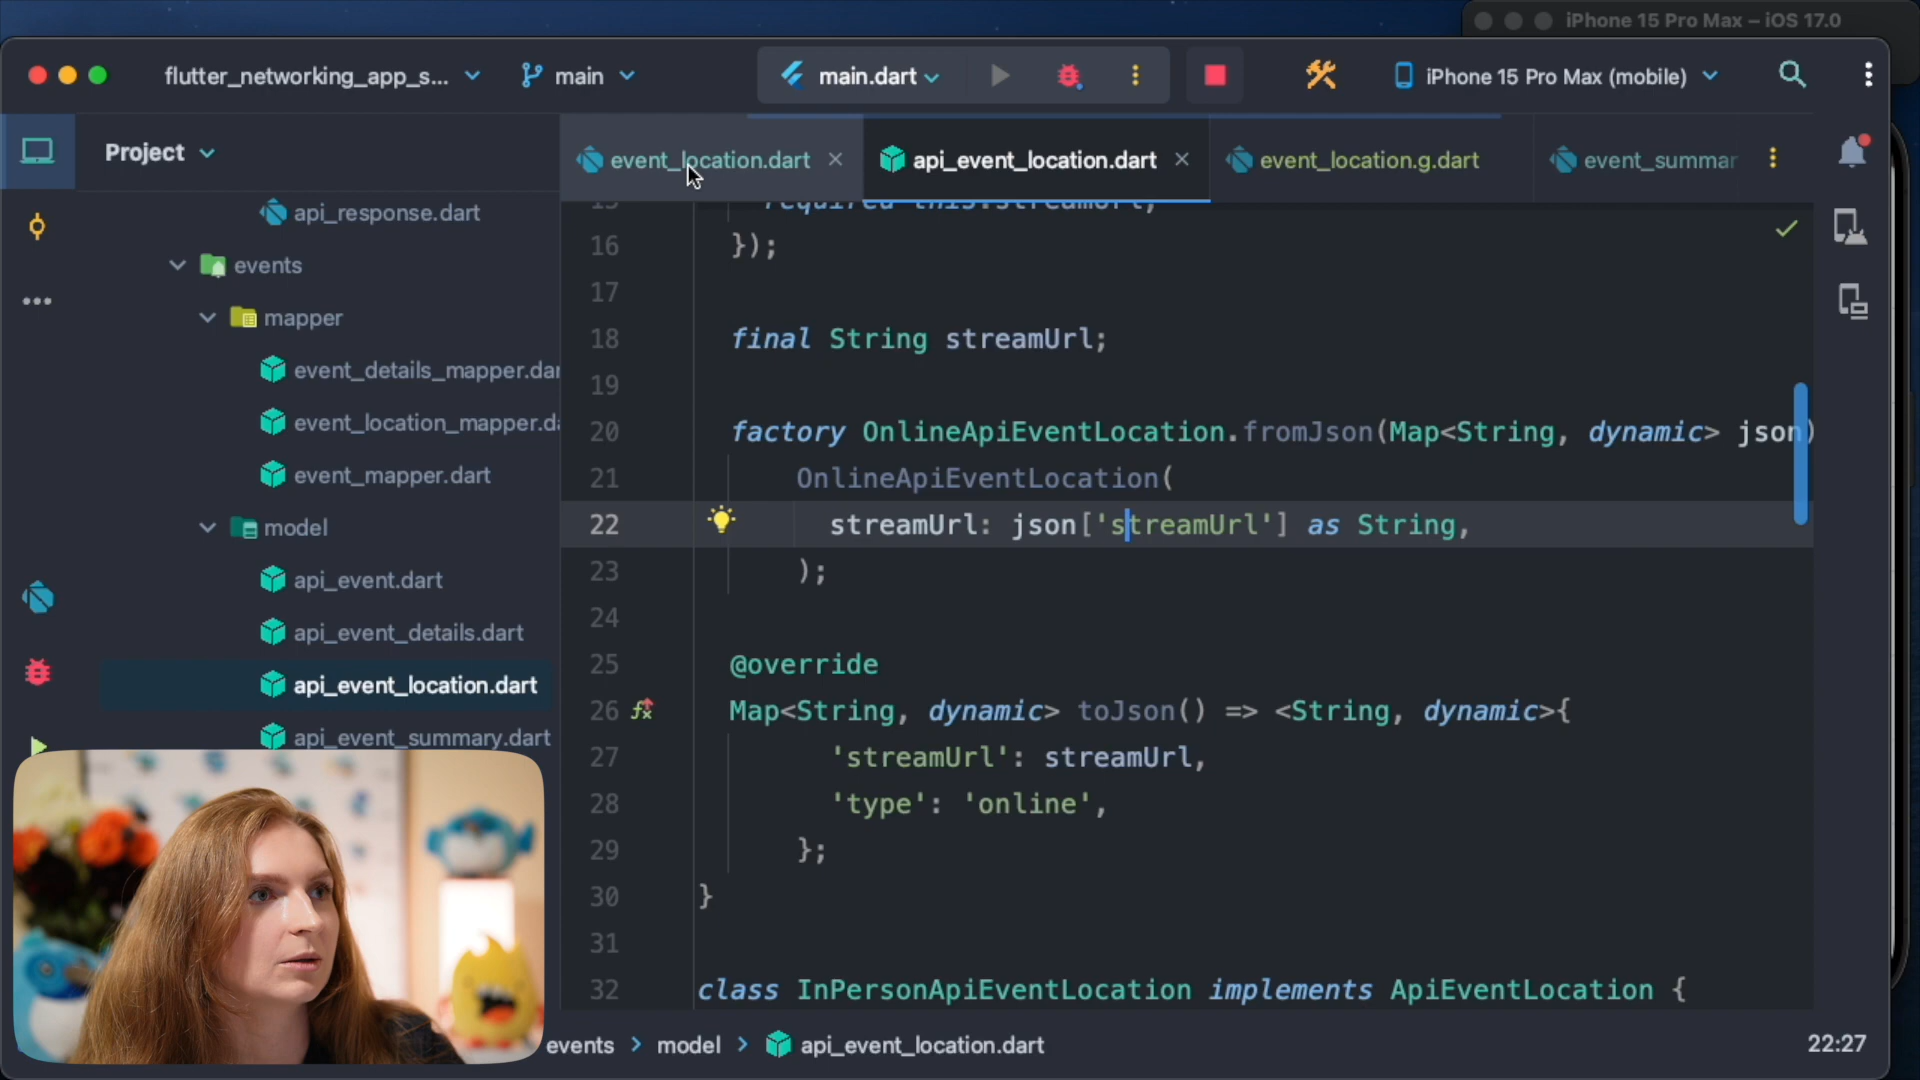 iPhone 15 Pro Max – iOS 17.0
flutter_networking_app_s...
main
main.dart
iPhone 15 Pro Max (mobile)
Project
event_location.dart
api_event_location.dart
event_location.g.dart
event_summar
api_response.dart
events
mapper
event_details_mapper.dar
event_location_mapper.da
event_mapper.dart
model
api_event.dart
api_event_details.dart
api_event_location.dart
api_event_summary.dart
15 required this.streamUrl,
16 });
17
18 final String streamUrl;
19
20 factory OnlineApiEventLocation.fromJson(Map<String, dynamic> json)
21 OnlineApiEventLocation(
22 streamUrl: json['streamUrl'] as String,
23 );
24
25 @override
26 Map<String, dynamic> toJson() => <String, dynamic>{
27 'streamUrl': streamUrl,
28 'type': 'online',
29 };
30 }
31
32 class InPersonApiEventLocation implements ApiEventLocation {
events > model > api_event_location.dart
22:27